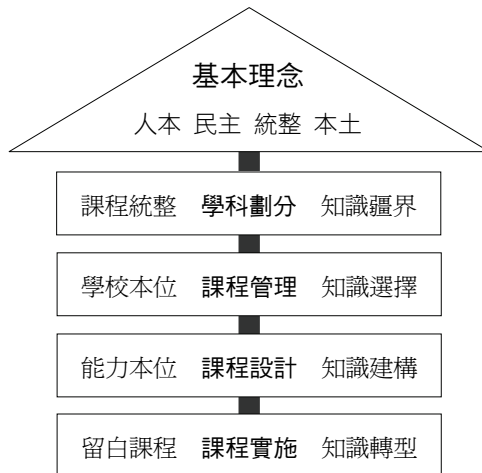 基本理念
人本 民主 統整 本土
課程統整 學科劃分 知識疆界
學校本位 課程管理 知識選擇
能力本位 課程設計 知識建構
留白課程 課程實施 知識轉型